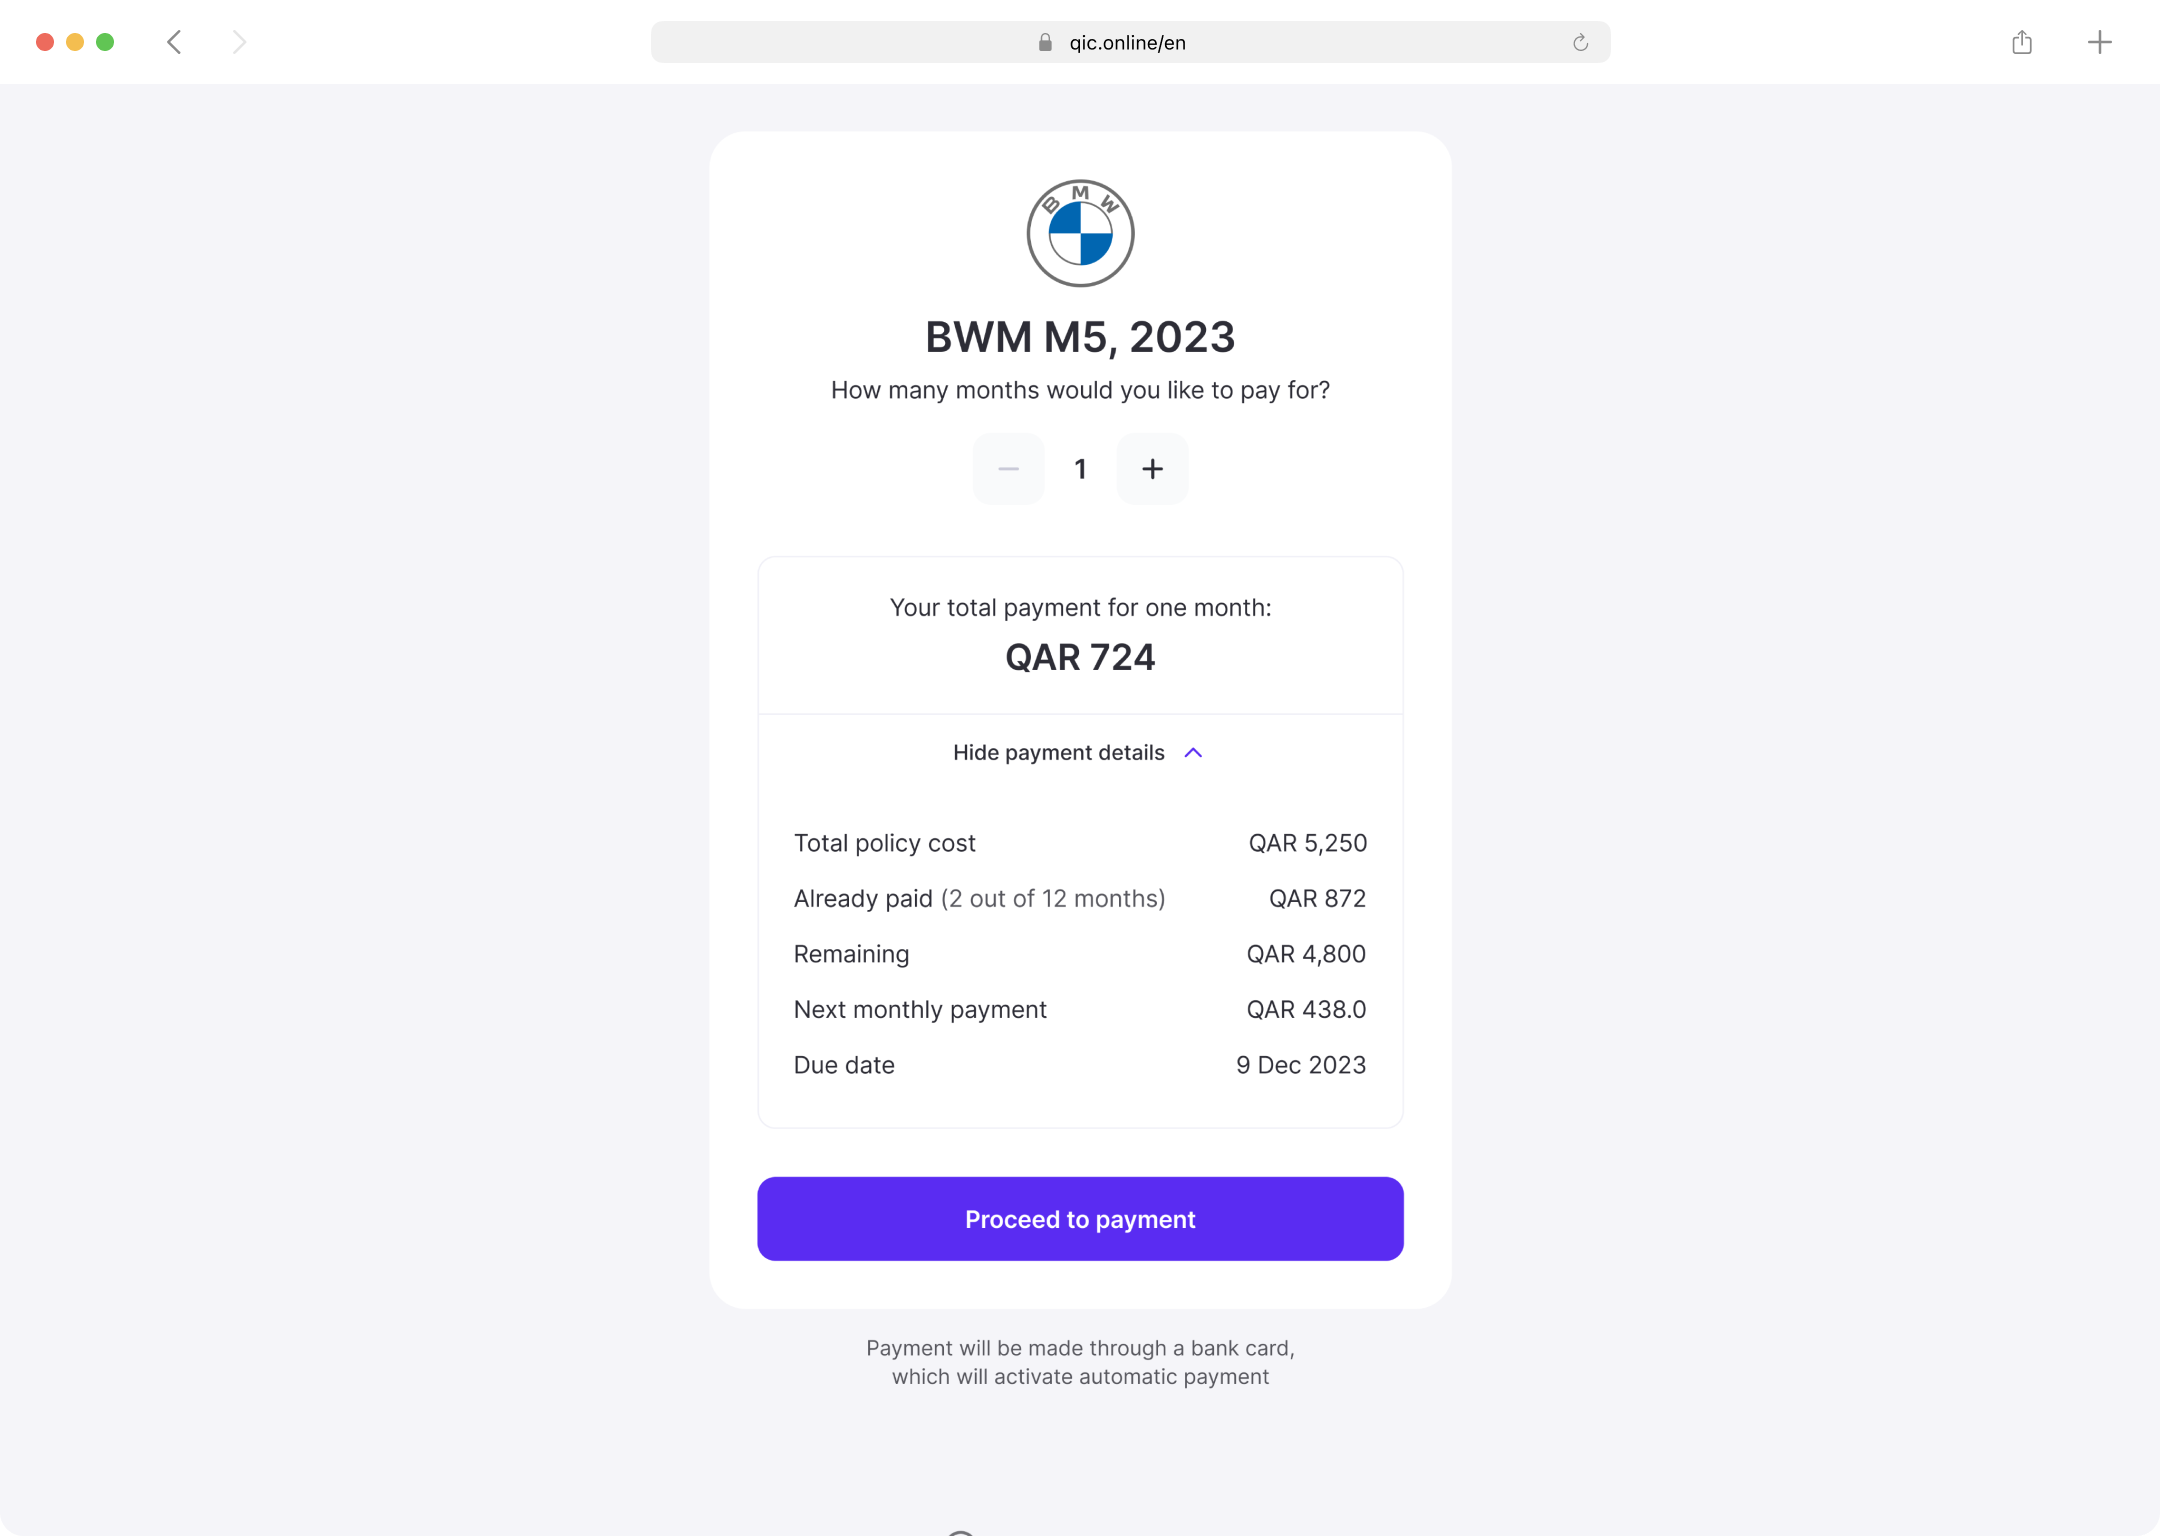 qic.online/en
BMW
BWM M5, 2023
How many months would you like to pay for?
1
Your total payment for one month:
QAR 724
Hide payment details
Total policy cost QAR 5,250
Already paid (2 out of 12 months) QAR 872
Remaining QAR 4,800
Next monthly payment QAR 438.0
Due date 9 Dec 2023
Proceed to payment
Payment will be made through a bank card,
which will activate automatic payment